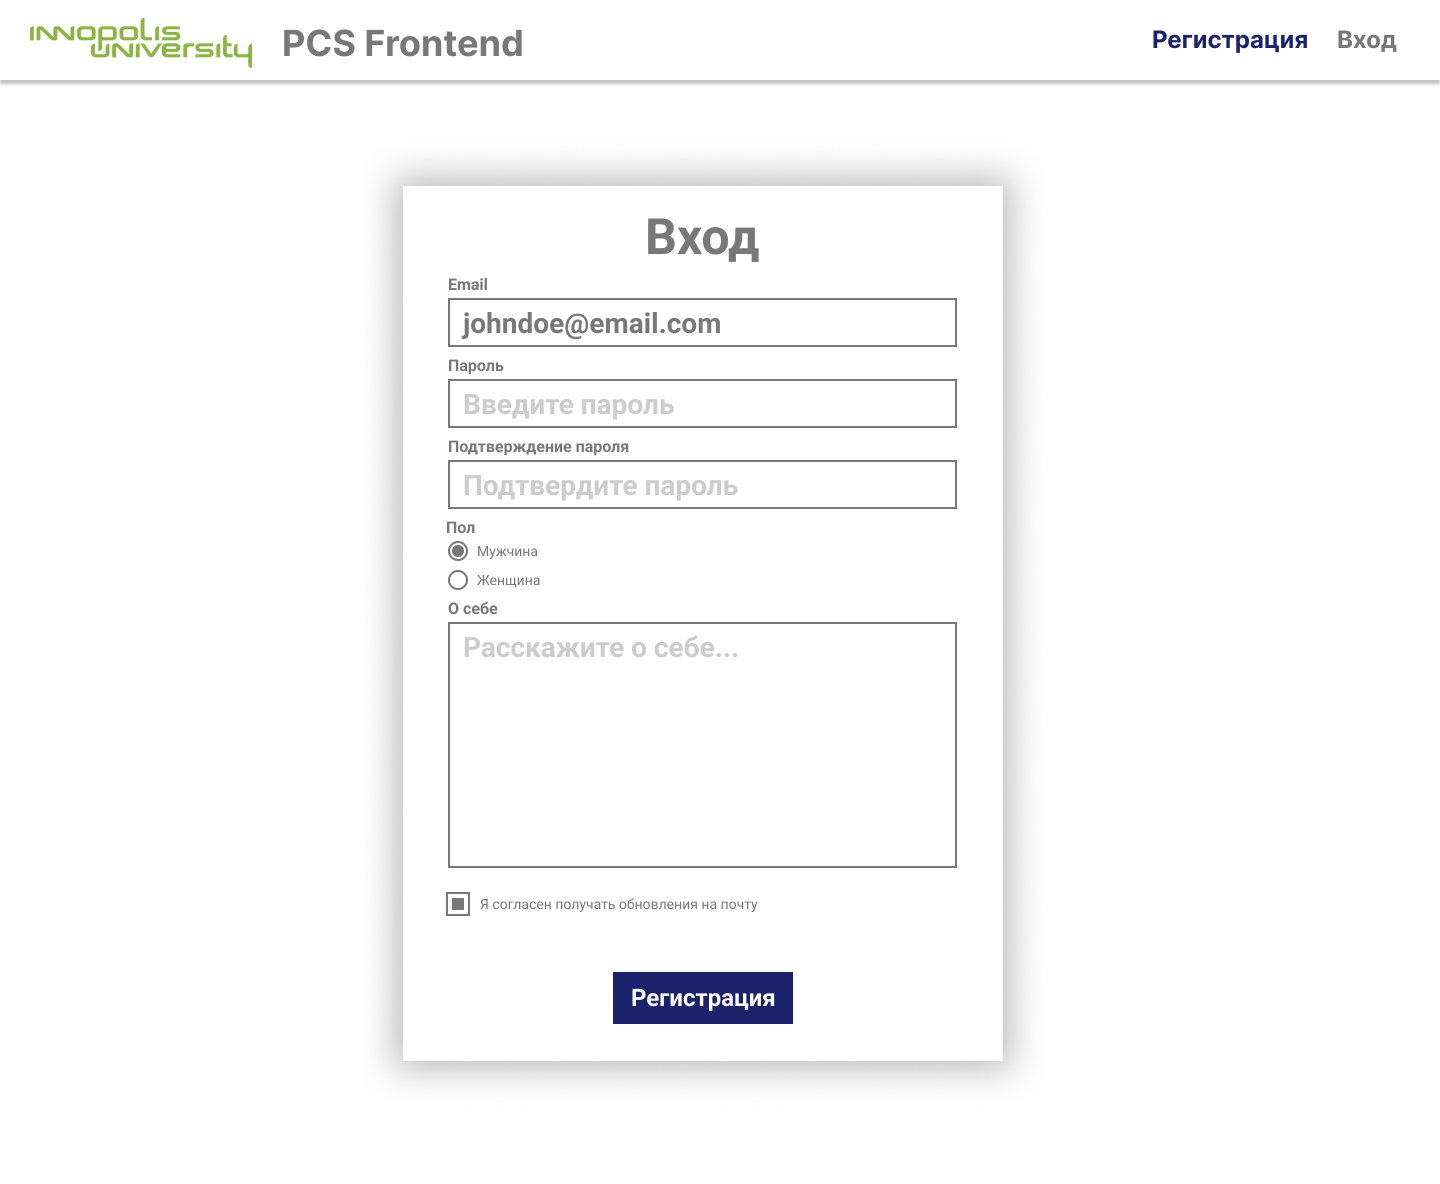 INNOPOLIS
UNIVERSITY
PCS Frontend
Регистрация
Вход
Вход
Email
johndoe@email.com
Пароль
Введите пароль
Подтверждение пароля
Подтвердите пароль
Пол
Мужчина
Женщина
О себе
Расскажите о себе...
Я согласен получать обновления на почту
Регистрация